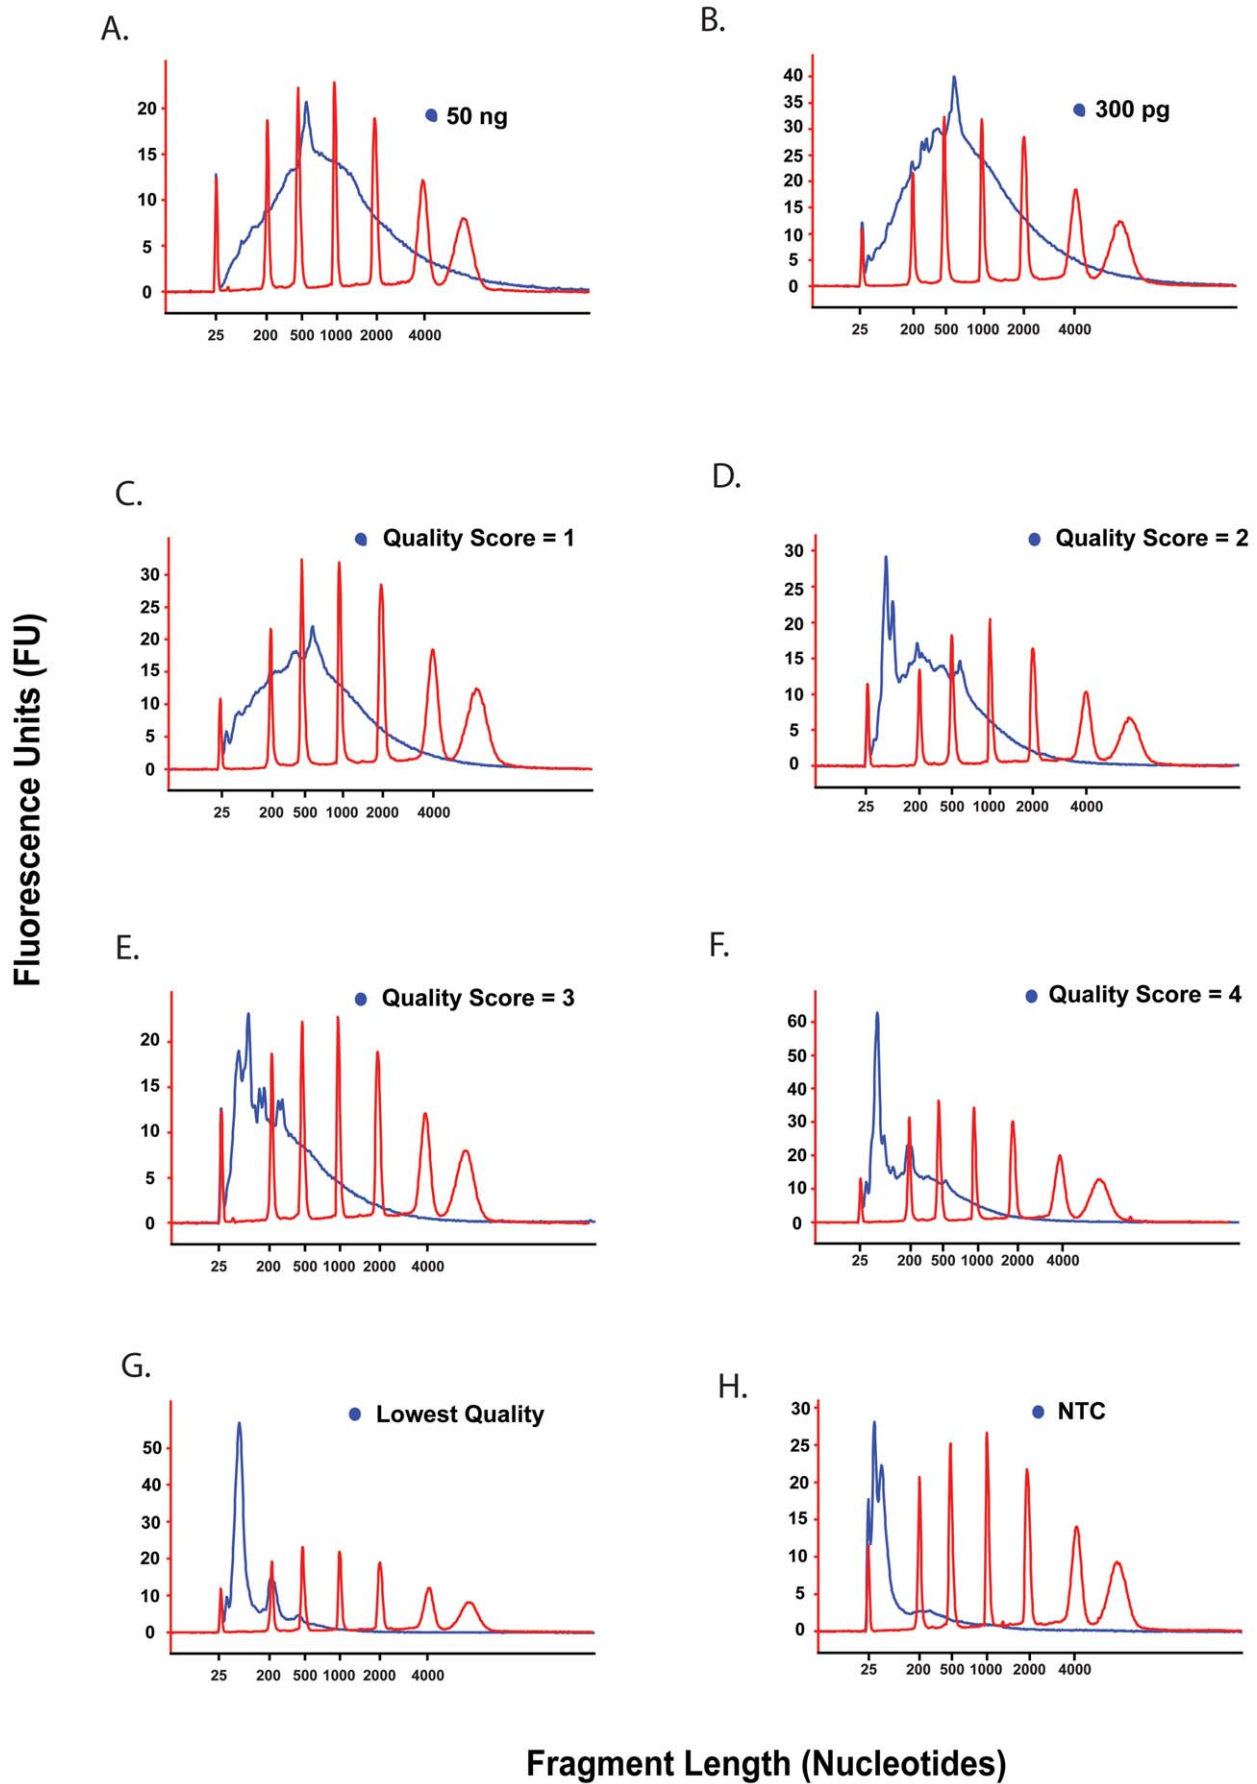 A.
50 ng
20
15
10
5
0
25 200 500 1000 2000 4000
B.
300 pg
40
35
30
25
20
15
10
5
0
25 200 500 1000 2000 4000
C.
Quality Score = 1
30
25
20
15
10
5
0
25 200 500 1000 2000 4000
D.
Quality Score = 2
30
25
20
15
10
5
0
25 200 500 1000 2000 4000
Fluorescence Units (FU)
E.
Quality Score = 3
20
15
10
5
0
25 200 500 1000 2000 4000
F.
Quality Score = 4
60
50
40
30
20
10
0
25 200 500 1000 2000 4000
G.
Lowest Quality
50
40
30
20
10
0
25 200 500 1000 2000 4000
H.
NTC
30
25
20
15
10
5
0
25 200 500 1000 2000 4000
Fragment Length (Nucleotides)